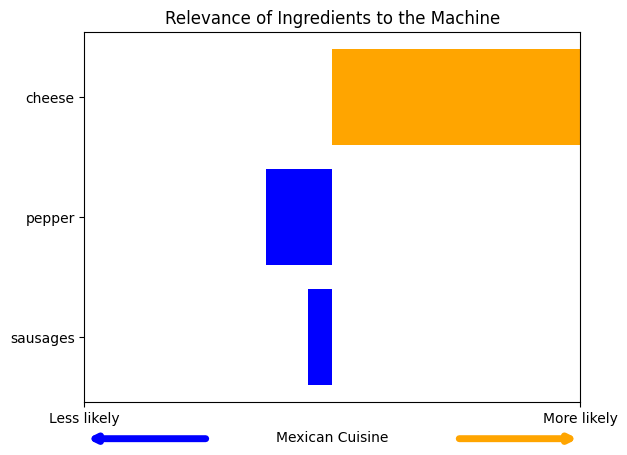 Relevance of Ingredients to the Machine
cheese
pepper
sausages
Less likely
More likely
Mexican Cuisine